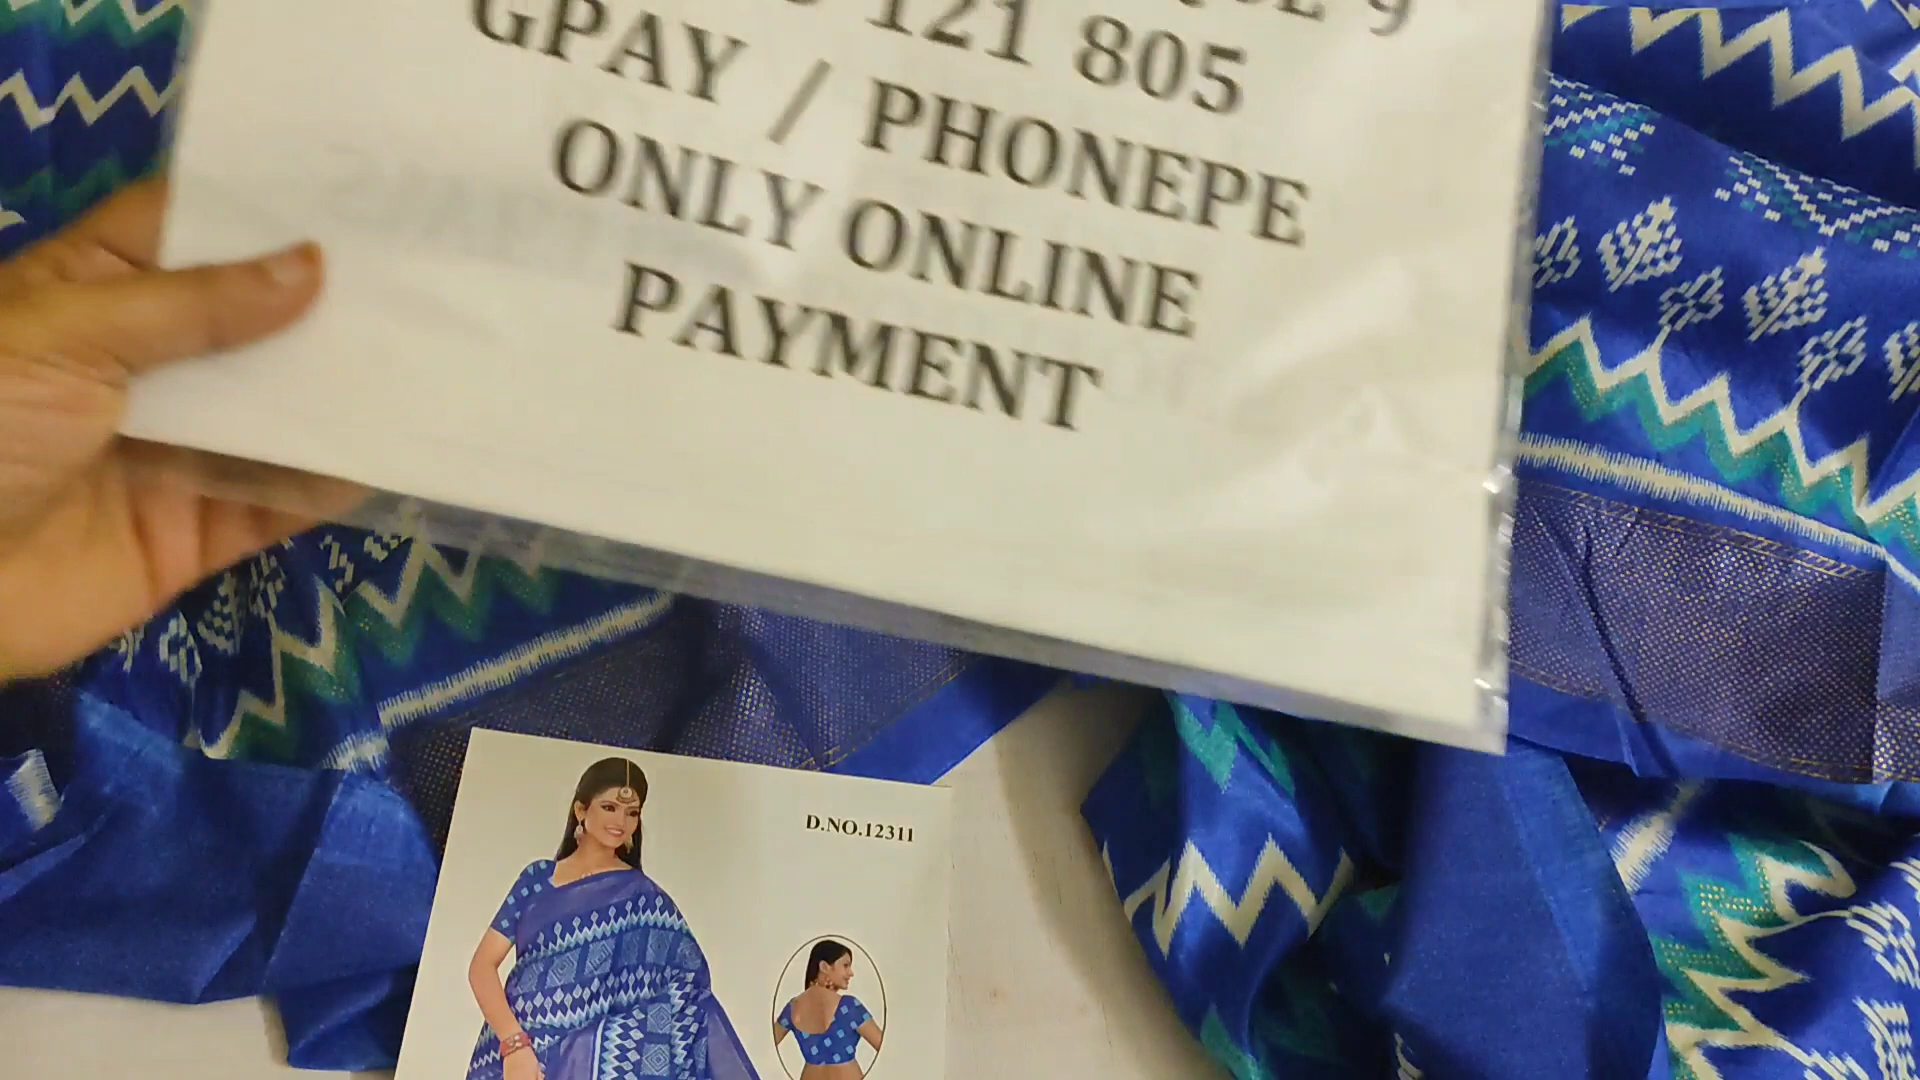 121 805
GPAY / PHONEPE
ONLY ONLINE
PAYMENT
D.NO.12311